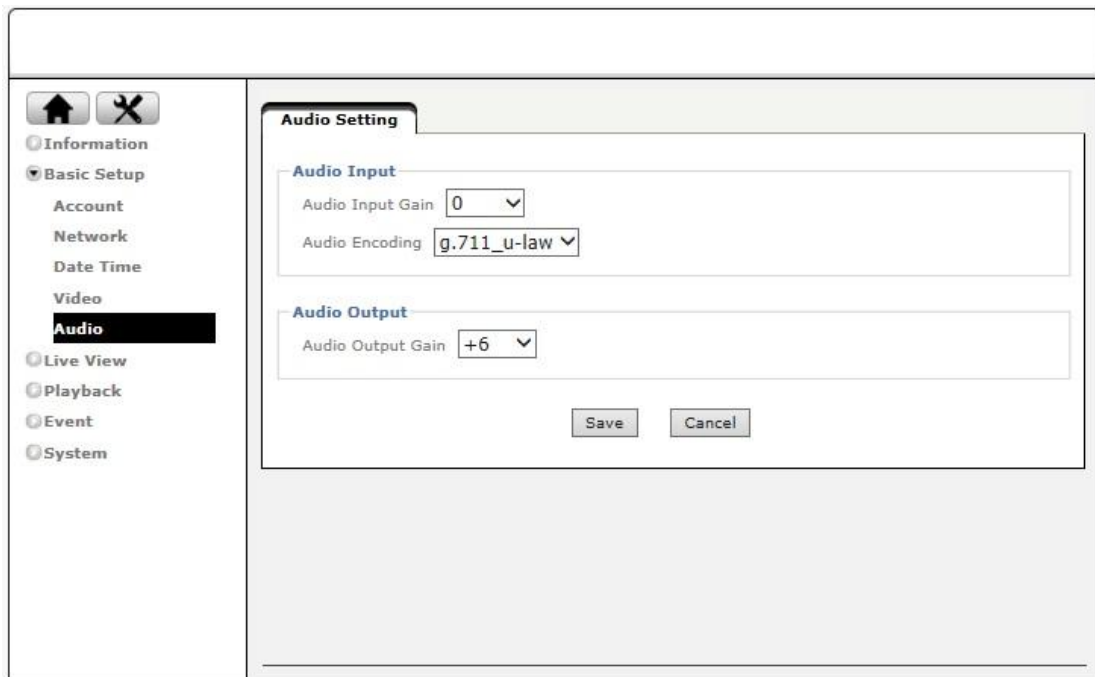 Information
Basic Setup
Account
Network
Date Time
Video
Audio
Live View
Playback
Event
System
Audio Setting
Audio Input
Audio Input Gain 0
Audio Encoding g.711_u-law
Audio Output
Audio Output Gain +6
Save Cancel